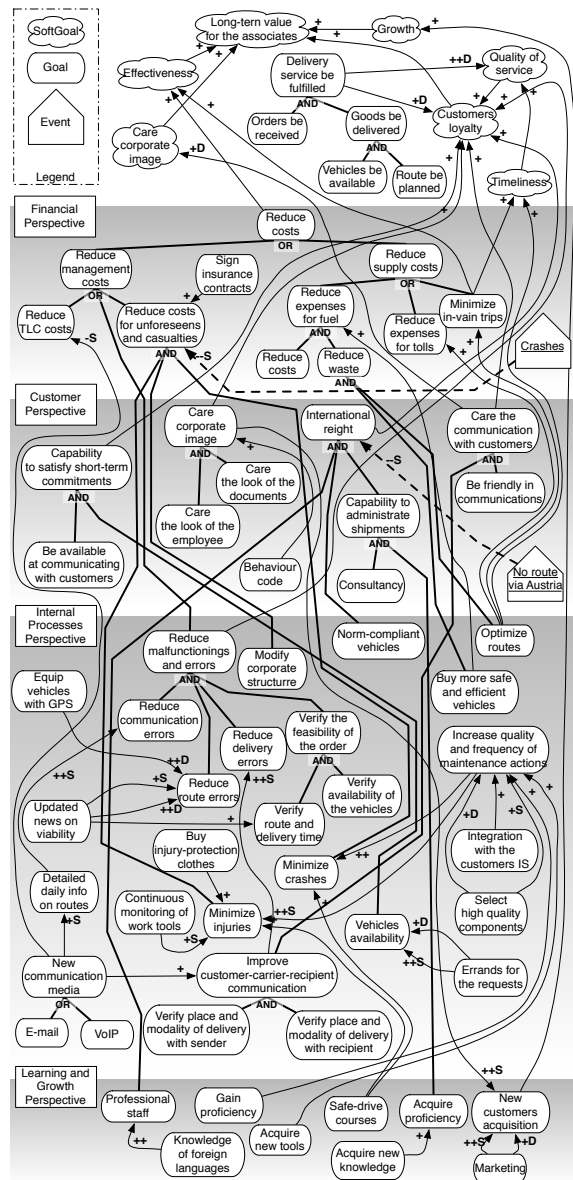 SoftGoal
Goal
Event
Legend
Long-tern value
for the associates
Growth
+
+
+
+
Effectiveness
+
+
+
Delivery
service be
fulfilled
AND
++D
+D
Quality of
service
+
+
+
Orders be
received
Goods be
delivered
AND
Customers
loyalty
+
+
+
+
Care
corporate
image
+D
Vehicles be
available
Route be
planned
Timeliness
+
+
+
Financial
Perspective
Reduce
costs
OR
Reduce
management
costs
OR
Sign
insurance
contracts
+
Reduce
supply costs
OR
Reduce
TLC costs
-S
Reduce costs
for unforeseens
and casualties
AND
--S
Reduce
expenses
for fuel
AND
+
Reduce
expenses
for tolls
+
Minimize
in-vain trips
+
Crashes
Reduce
costs
Reduce
waste
AND
Customer
Perspective
Care
corporate
image
AND
+
International
reight
AND
--S
Care the
communication
with customers
AND
Capability
to satisfy short-term
commitments
AND
Care
the look of the
documents
Care
the look of the
employee
Capability to
administrate
shipments
AND
Be friendly in
communications
Be available
at communicating
with customers
Behaviour
code
Consultancy
No route
via Austria
Internal
Processes
Perspective
Reduce
malfunctionings
and errors
AND
Modify
corporate
structurre
Norm-compliant
vehicles
Optimize
routes
Equip
vehicles
with GPS
Buy more safe
and efficient
vehicles
Reduce
communication
errors
Reduce
delivery
errors
Verify the
feasibility of
the order
AND
Increase quality
and frequency of
maintenance actions
++S
++D
+S
++D
++S
+
Reduce
route errors
Verify
availability of
the vehicles
+D
+
+S
+
+
Updated
news on
viability
Verify
route and
delivery time
Buy
injury-protection
clothes
+
Minimize
crashes
++
+
Integration with
the customers IS
Detailed
daily info
on routes
+S
Continuous
monitoring of
work tools
+S
Minimize
injuries
++S
+
Select
high quality
components
Vehicles
availability
+D
++S
Errands for
the requests
New
communication
media
OR
+
Improve
customer-carrier-recipient
communication
AND
E-mail
VoIP
Verify place and
modality of delivery
with sender
Verify place and
modality of delivery
with recipient
Learning and
Growth
Perspective
Professional
staff
++
Gain
proficiency
Safe-drive
courses
Acquire
proficiency
+
New
customers
acquisition
++S
++S
+D
Knowledge
of foreign
languages
Acquire
new tools
Acquire new
knowledge
Marketing